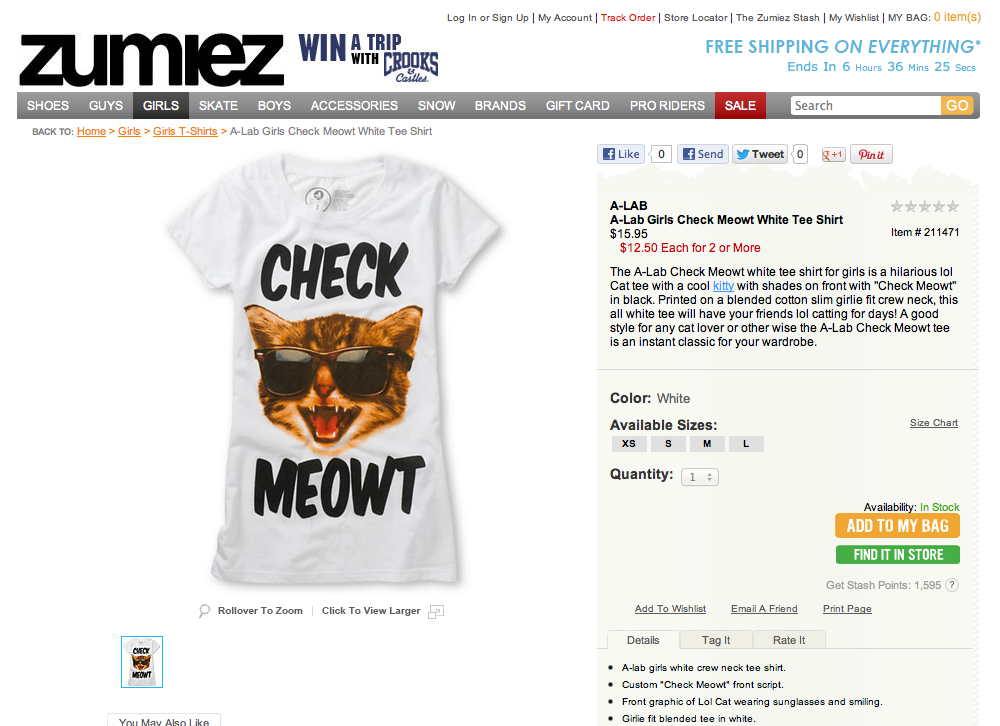 Log In or Sign Up | My Account | Track Order | Store Locator | The Zumiez Stash | My Wishlist | MY BAG: 0 item(s)
zumiez
WIN A TRIP
WITH CROOKS
& Castles.
FREE SHIPPING ON EVERYTHING*
Ends In 6 Hours 36 Mins 25 Secs
SHOES GUYS GIRLS SKATE BOYS ACCESSORIES SNOW BRANDS GIFT CARD PRO RIDERS SALE Search GO
BACK TO: Home > Girls > Girls T-Shirts > A-Lab Girls Check Meowt White Tee Shirt
Like 0 Send Tweet 0 g +1 Pin it
CHECK
MEOWT
A-LAB
A-Lab Girls Check Meowt White Tee Shirt
$15.95
Item # 211471
$12.50 Each for 2 or More
The A-Lab Check Meowt white tee shirt for girls is a hilarious lol
Cat tee with a cool kitty with shades on front with "Check Meowt"
in black. Printed on a blended cotton slim girlie fit crew neck, this
all white tee will have your friends lol catting for days! A good
style for any cat lover or other wise the A-Lab Check Meowt tee
is an instant classic for your wardrobe.
Color: White
Available Sizes:
Size Chart
XS S M L
Quantity: 1
Availability: In Stock
ADD TO MY BAG
FIND IT IN STORE
Get Stash Points: 1,595 ?
Rollover To Zoom | Click To View Larger
Add To Wishlist Email A Friend Print Page
Details Tag It Rate It
CHECK
MEOWT
A-lab girls white crew neck tee shirt.
Custom "Check Meowt" front script.
Front graphic of Lol Cat wearing sunglasses and smiling.
Girlie fit blended tee in white.
You May Also Like